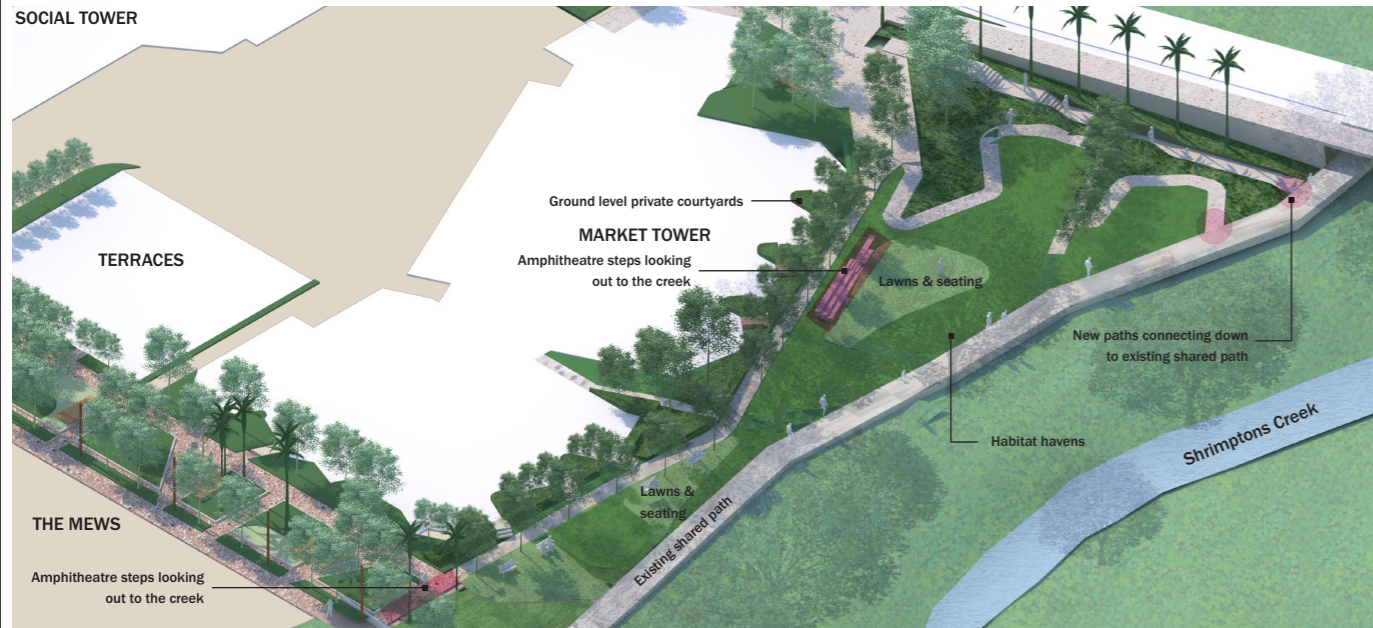 SOCIAL TOWER
Ground level private courtyards
MARKET TOWER
Amphitheatre steps looking
out to the creek
TERRACES
Lawns & seating
New paths connecting down
to existing shared path
Shrimptons Creek
Habitat havens
Lawns &
seating
Existing shared path
THE MEWS
Amphitheatre steps looking
out to the creek